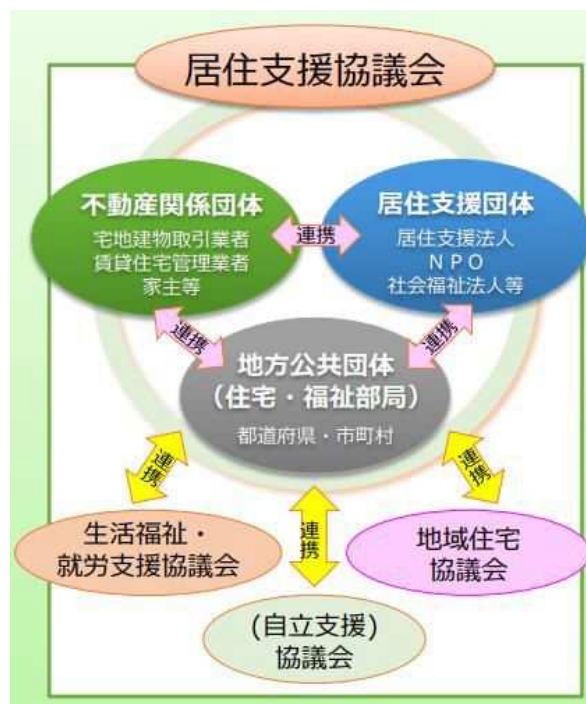 居住支援協議会
不動産関係団体
宅地建物取引業者
賃貸住宅管理業者
家主等
連携
居住支援団体
居住支援法人
NPO
社会福祉法人等
連携
連携
地方公共団体
(住宅・福祉部局)
都道府県・市町村
連携
連携
連携
生活福祉・
就労支援協議会
地域住宅
協議会
(自立支援)
協議会